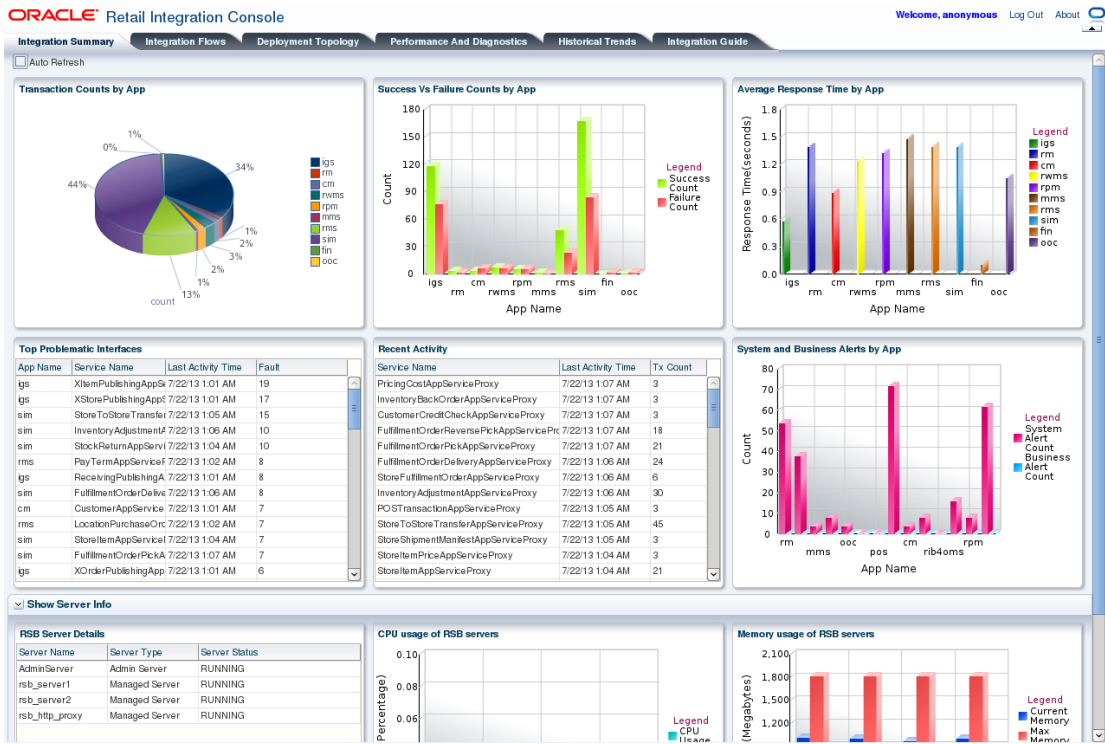 ORACLE® Retail Integration Console
Welcome, anonymous Log Out About
Integration Summary Integration Flows Deployment Topology Performance And Diagnostics Historical Trends Integration Guide
Auto Refresh
Transaction Counts by App
1%
0%
34%
44%
1%
2%
3%
2%
1%
13%
count
igs
rm
cm
rwms
rpm
mms
rms
sim
fin
ooc
Success Vs Failure Counts by App
180
150
120
90
60
30
0
Count
igs cm rpm rms fin
rm rwms mms sim ooc
App Name
Legend
Success
Count
Failure
Count
Average Response Time by App
1.8
1.5
1.2
0.9
0.6
0.3
0.0
Response Time(seconds)
igs cm rpm rms fin
rm rwms mms sim ooc
App Name
Legend
igs
rm
cm
rwms
rpm
mms
rms
sim
fin
ooc
Top Problematic Interfaces
App Name Service Name Last Activity Time Fault
igs XItemPublishingAppSe 7/22/13 1:01 AM 19
igs XStorePublishingAppS 7/22/13 1:01 AM 17
sim StoreToStoreTransfer 7/22/13 1:05 AM 15
sim InventoryAdjustmentA 7/22/13 1:06 AM 10
sim StockReturnAppServi 7/22/13 1:04 AM 10
rms PayTermAppServiceF 7/22/13 1:02 AM 8
igs ReceivingPublishingA 7/22/13 1:01 AM 8
sim FulfillmentOrderDelive 7/22/13 1:06 AM 8
cm CustomerAppService 7/22/13 1:01 AM 7
rms LocationPurchaseOrd 7/22/13 1:02 AM 7
sim StoreItemAppServiceI 7/22/13 1:04 AM 7
sim FulfillmentOrderPickA 7/22/13 1:07 AM 7
igs XOrderPublishingApp 7/22/13 1:01 AM 6
Recent Activity
Service Name Last Activity Time Tx Count
PricingCostAppServiceProxy 7/22/13 1:07 AM 3
InventoryBackOrderAppServiceProxy 7/22/13 1:07 AM 3
CustomerCreditCheckAppServiceProxy 7/22/13 1:07 AM 3
FulfillmentOrderReversePickAppServicePro 7/22/13 1:07 AM 18
FulfillmentOrderPickAppServiceProxy 7/22/13 1:07 AM 21
FulfillmentOrderDeliveryAppServiceProxy 7/22/13 1:06 AM 24
StoreFulfillmentOrderAppServiceProxy 7/22/13 1:06 AM 6
InventoryAdjustmentAppServiceProxy 7/22/13 1:06 AM 30
POSTransactionAppServiceProxy 7/22/13 1:05 AM 3
StoreToStoreTransferAppServiceProxy 7/22/13 1:05 AM 45
StoreShipmentManifestAppServiceProxy 7/22/13 1:05 AM 3
StoreItemPriceAppServiceProxy 7/22/13 1:04 AM 3
StoreItemAppServiceProxy 7/22/13 1:04 AM 21
System and Business Alerts by App
80
70
60
50
40
30
20
10
0
Count
rm ooc cm rpm
mms pos rib4oms
App Name
Legend
System
Alert
Count
Business
Alert
Count
Show Server Info
RSB Server Details
Server Name Server Type Server Status
AdminServer Admin Server RUNNING
rsb_server1 Managed Server RUNNING
rsb_server2 Managed Server RUNNING
rsb_http_proxy Managed Server RUNNING
CPU usage of RSB servers
0.10
0.08
0.06
Percentage)
Legend
CPU
Usage
Memory usage of RSB servers
2,100
1,800
1,500
1,200
(Megabytes)
Legend
Current
Memory
Max
Memory